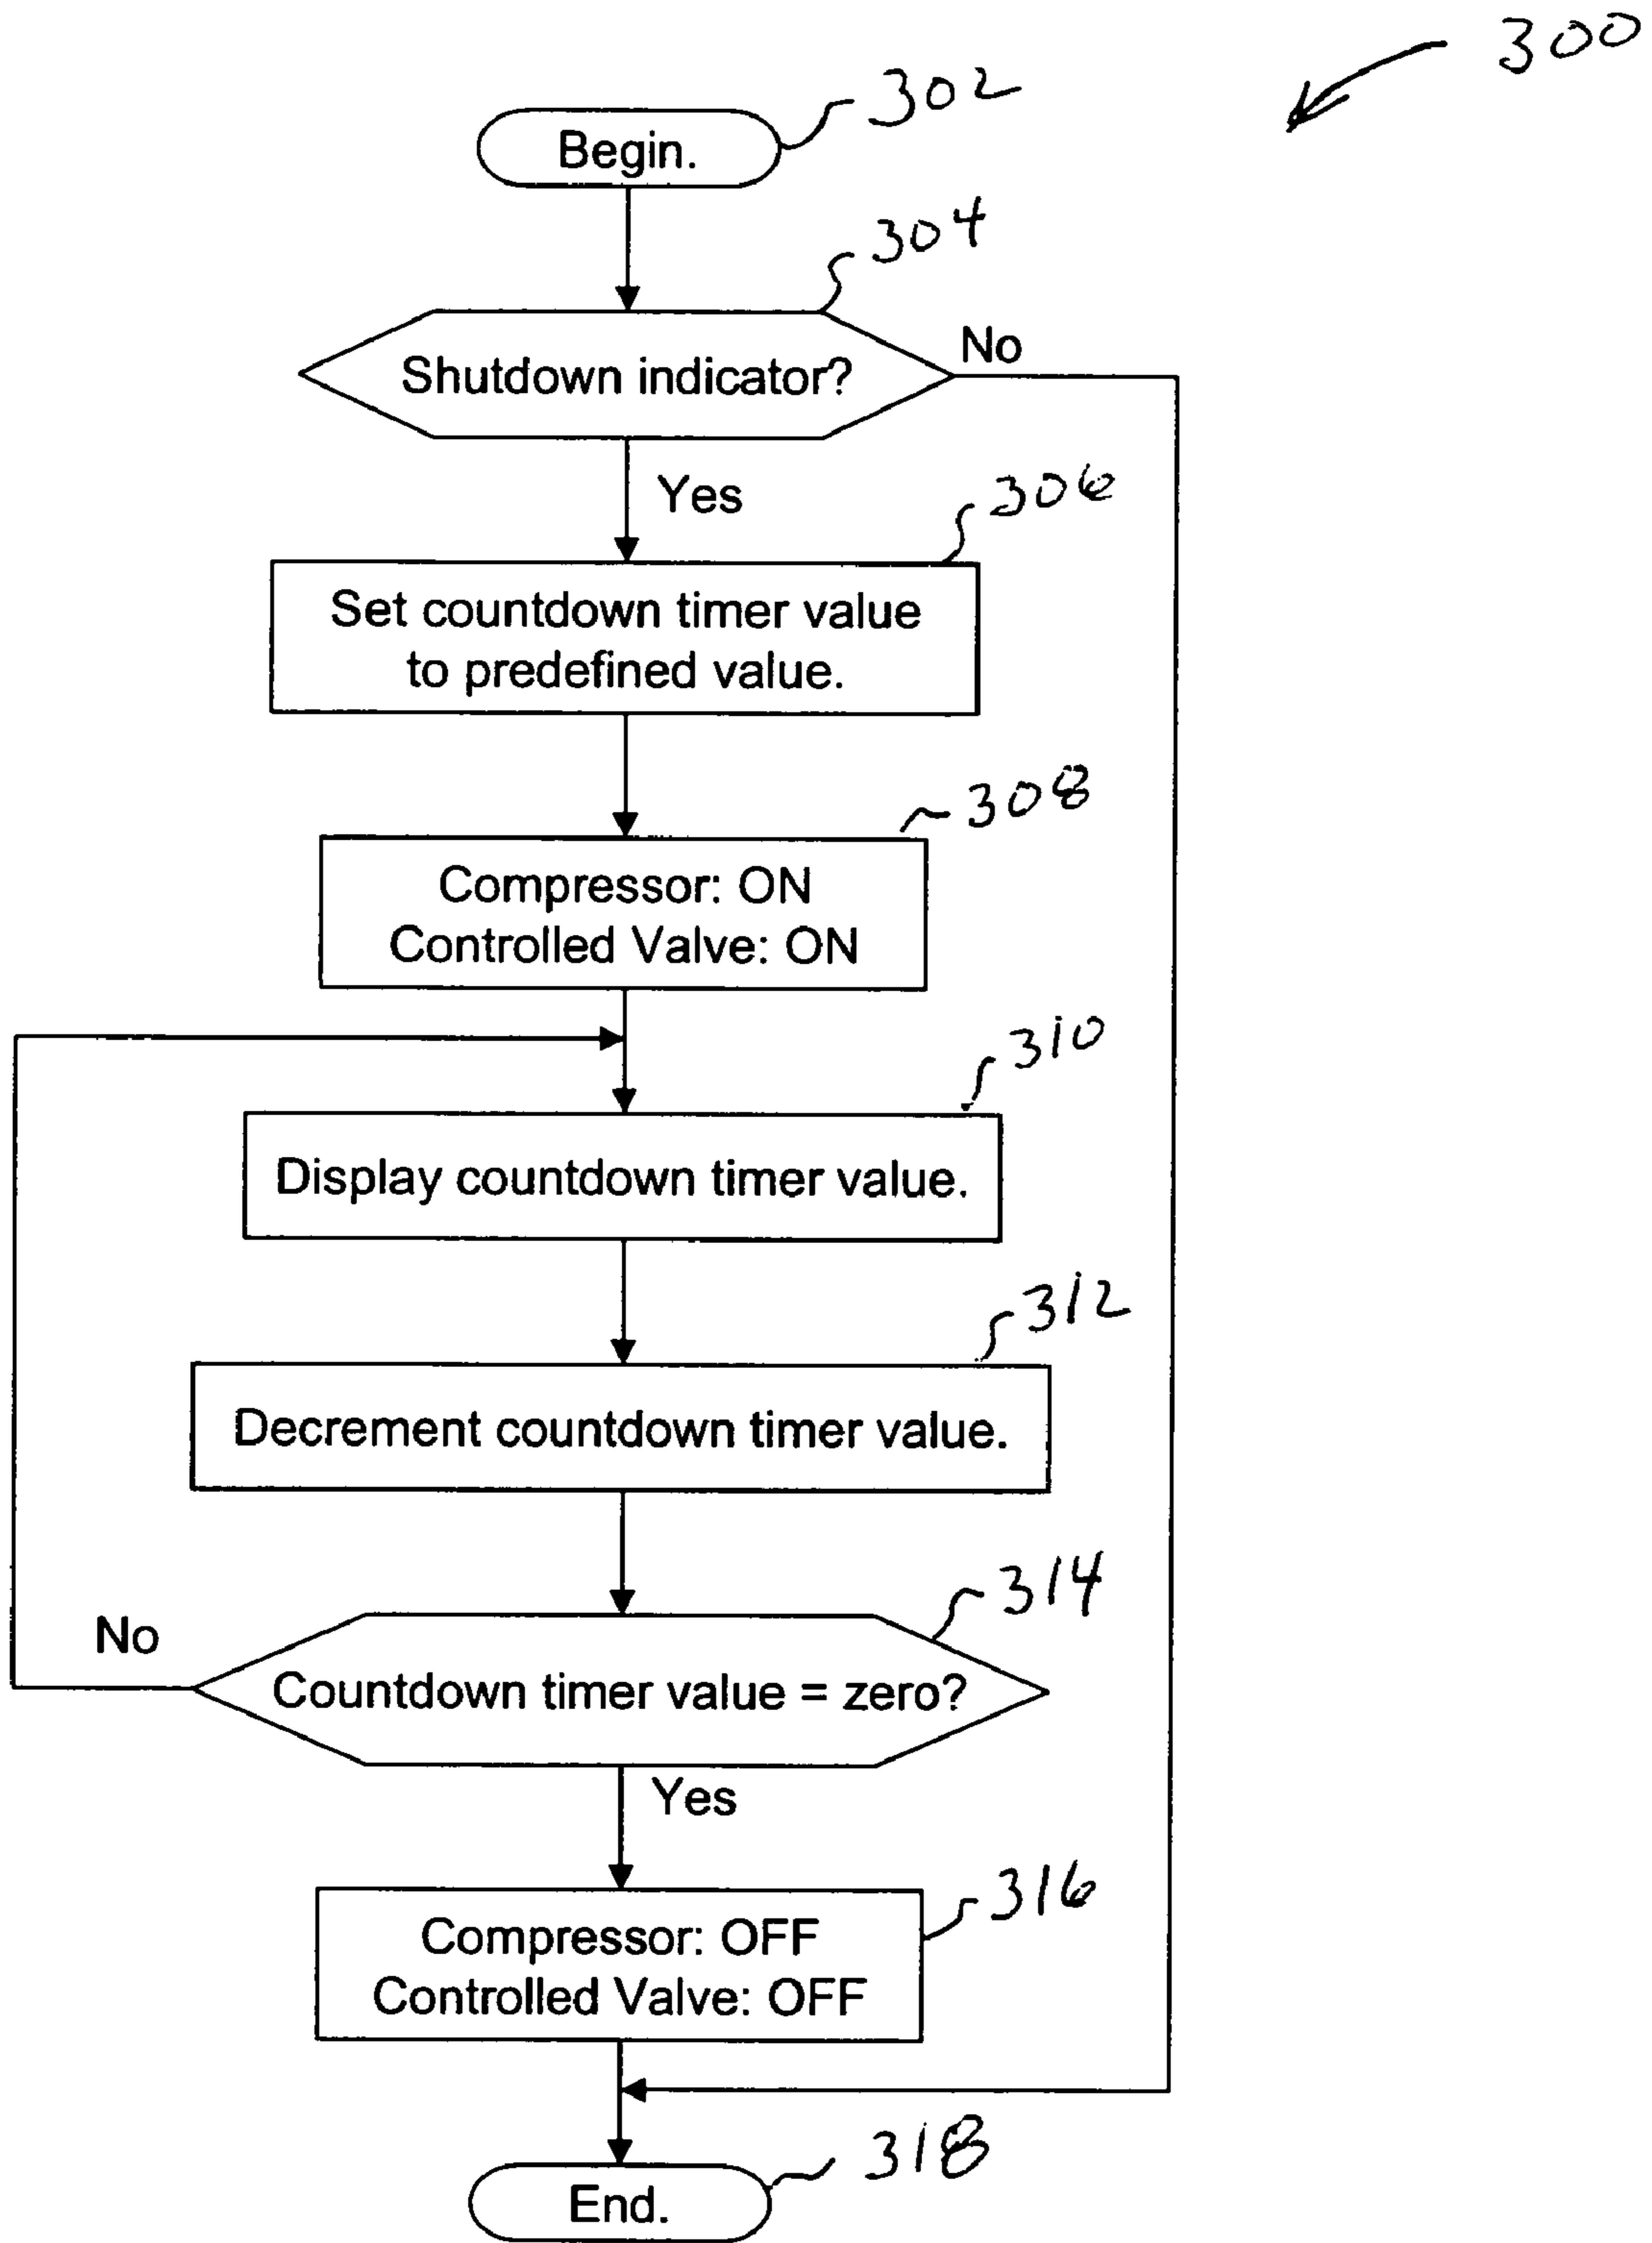 300
302
Begin.
304
Shutdown indicator?
No
Yes
306
Set countdown timer value
to predefined value.
308
Compressor: ON
Controlled Valve: ON
310
Display countdown timer value.
312
Decrement countdown timer value.
314
No
Countdown timer value = zero?
Yes
316
Compressor: OFF
Controlled Valve: OFF
318
End.